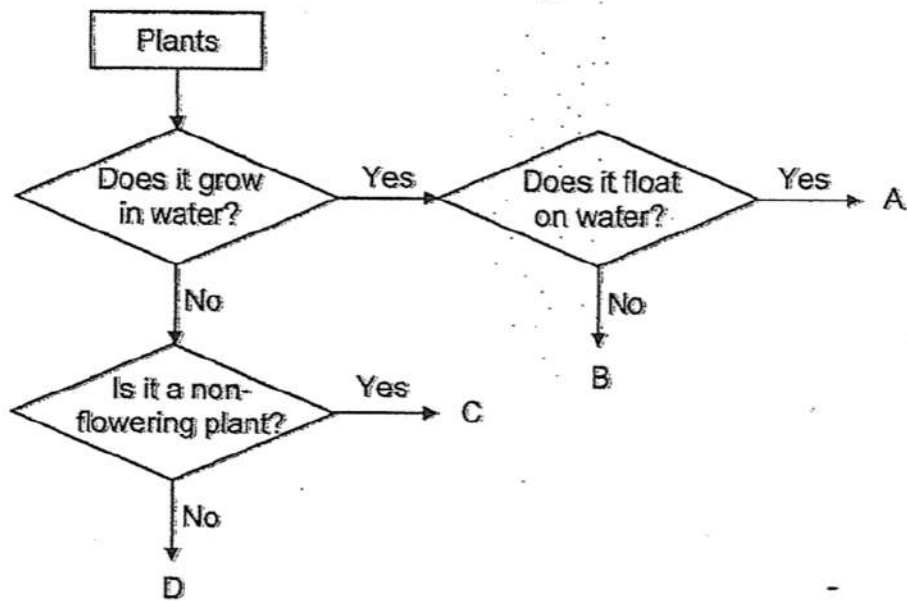 Plants
Does it grow
in water?
Yes
Does it float
on water?
Yes
A
No
No
B
Is it a non-
flowering plant?
Yes
C
No
D